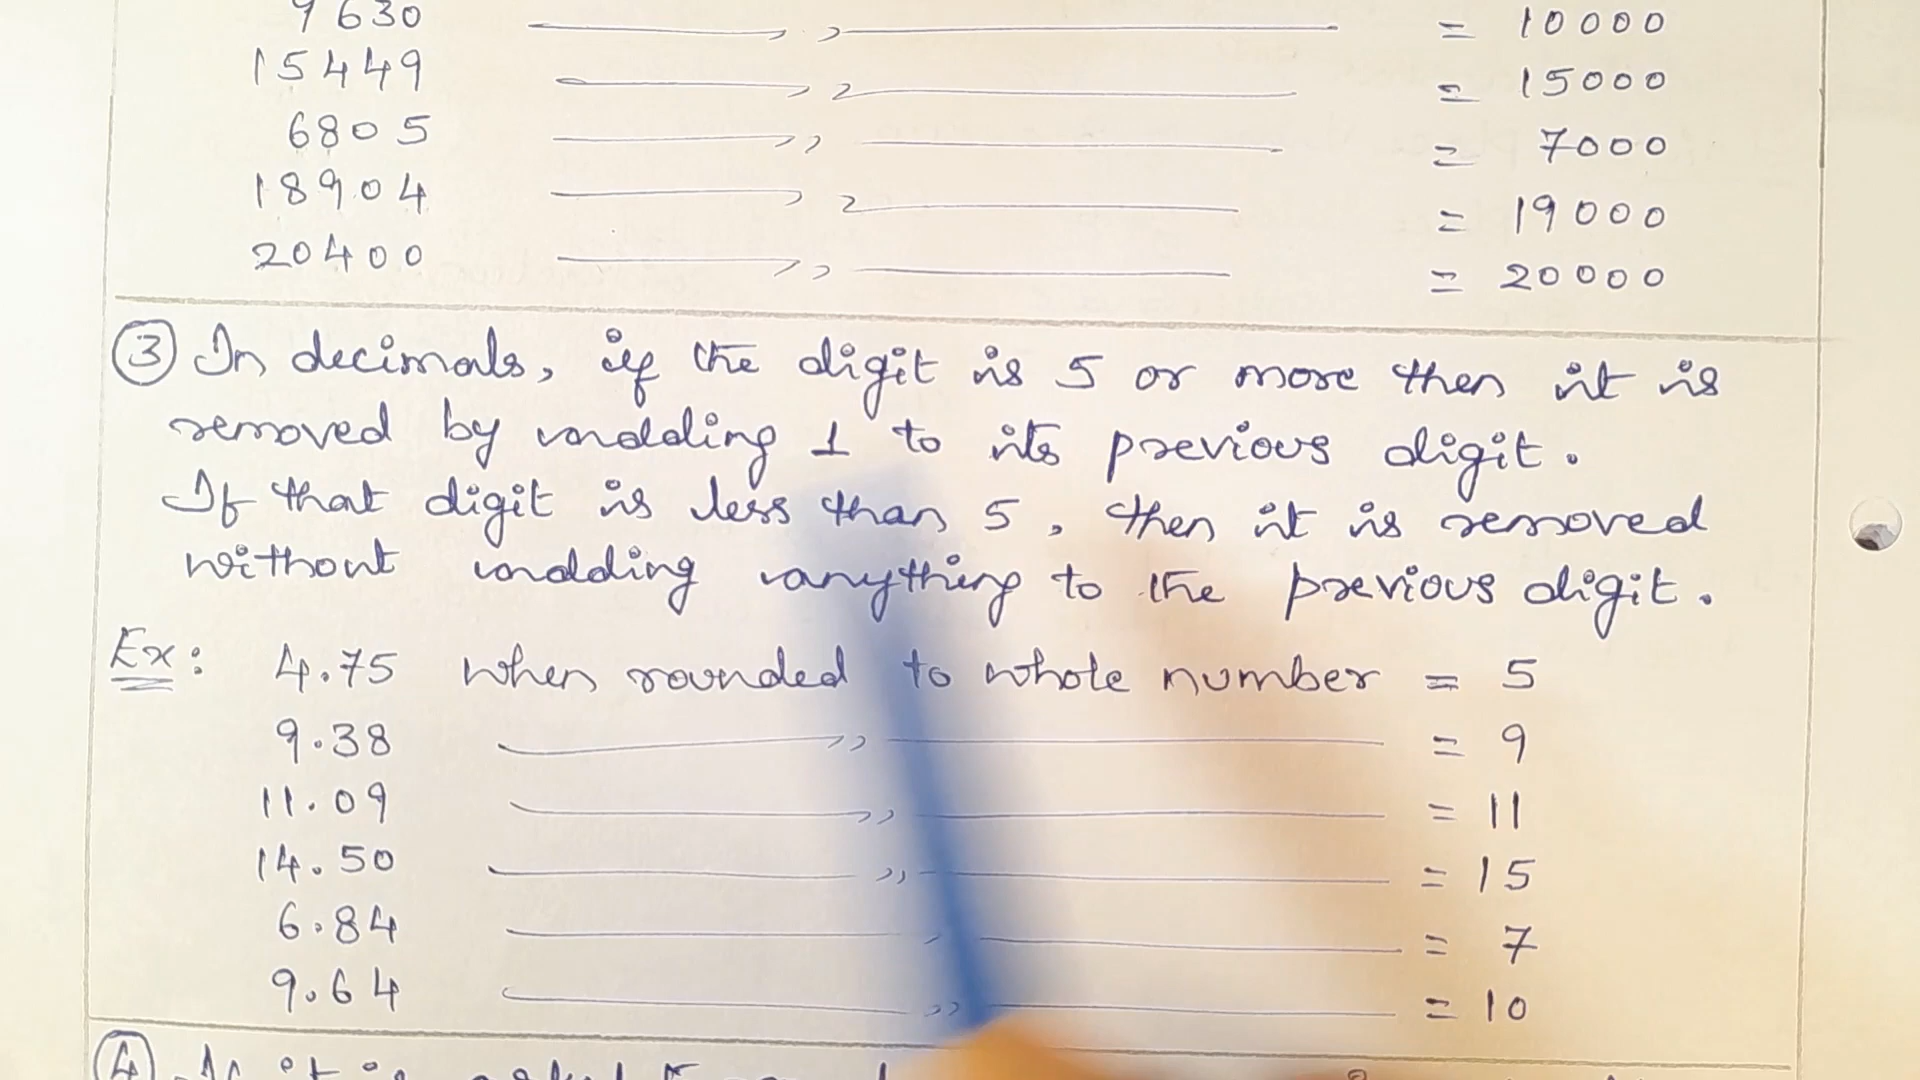 9630 ———— ,, ———— = 10000
15449 ———— ,, ———— = 15000
6805 ———— ,, ———— = 7000
18904 ———— ,, ———— = 19000
20400 ———— ,, ———— = 20000
③ In decimals, if the digit is 5 or more then it is
removed by adding 1 to its previous digit.
If that digit is less than 5, then it is removed
without adding anything to the previous digit.
Ex: 4.75 when rounded to whole number = 5
9.38 ———— ,, ———— = 9
11.09 ———— ,, ———— = 11
14.50 ———— ,, ———— = 15
6.84 ———— ,, ———— = 7
9.64 ———— ,, ———— = 10
④